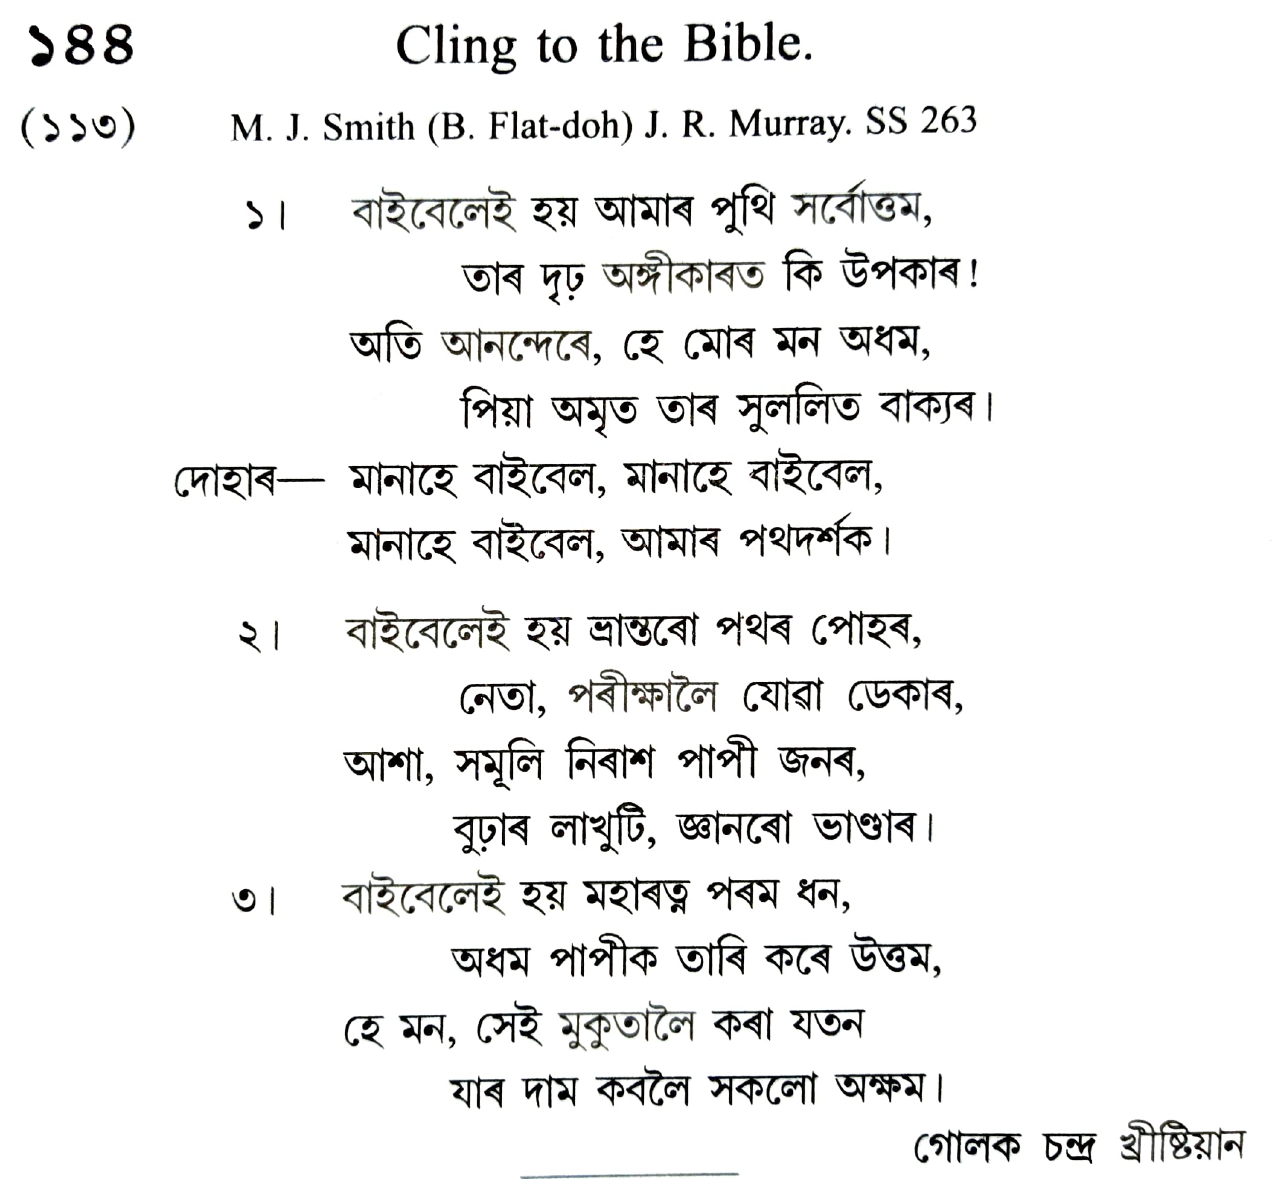 ১৪৪ Cling to the Bible.
(১১৩) M. J. Smith (B. Flat-doh) J. R. Murray. SS 263
১। বাইবেলেই হয় আমাৰ পুথি সৰ্বোত্তম,
তাৰ দৃঢ় অঙ্গীকাৰত কি উপকাৰ!
অতি আনন্দেৰে, হে মোৰ মন অধম,
পিয়া অমৃত তাৰ সুললিত বাক্যৰ।
দোহাৰ— মানাহে বাইবেল, মানাহে বাইবেল,
মানাহে বাইবেল, আমাৰ পথদৰ্শক।
২। বাইবেলেই হয় ভ্ৰান্তৰো পথৰ পোহৰ,
নেতা, পৰীক্ষালৈ যোৱা ডেকাৰ,
আশা, সমূলি নিৰাশ পাপী জনৰ,
বুঢ়াৰ লাখুটি, জ্ঞানৰো ভাণ্ডাৰ।
৩। বাইবেলেই হয় মহাৰত্ন পৰম ধন,
অধম পাপীক তাৰি কৰে উত্তম,
হে মন, সেই মুকুতালৈ কৰা যতন
যাৰ দাম কবলৈ সকলো অক্ষম।
গোলক চন্দ্ৰ খ্ৰীষ্টিয়ান